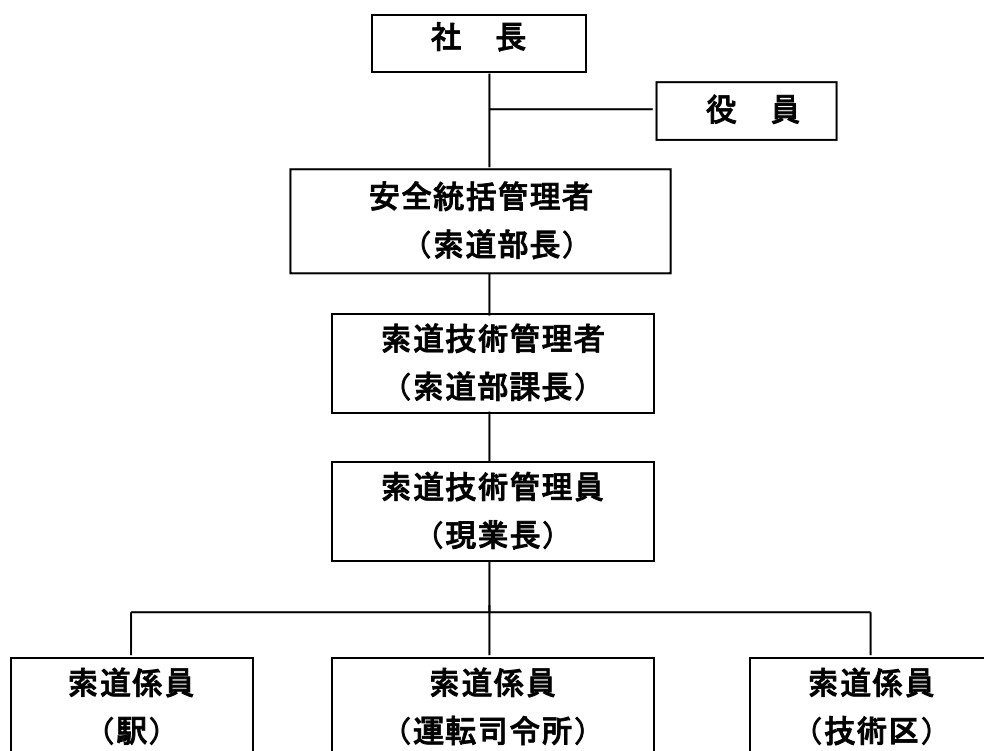 社　長
役　員
安全統括管理者
（索道部長）
索道技術管理者
（索道部課長）
索道技術管理員
（現業長）
索道係員
（駅）
索道係員
（運転司令所）
索道係員
（技術区）